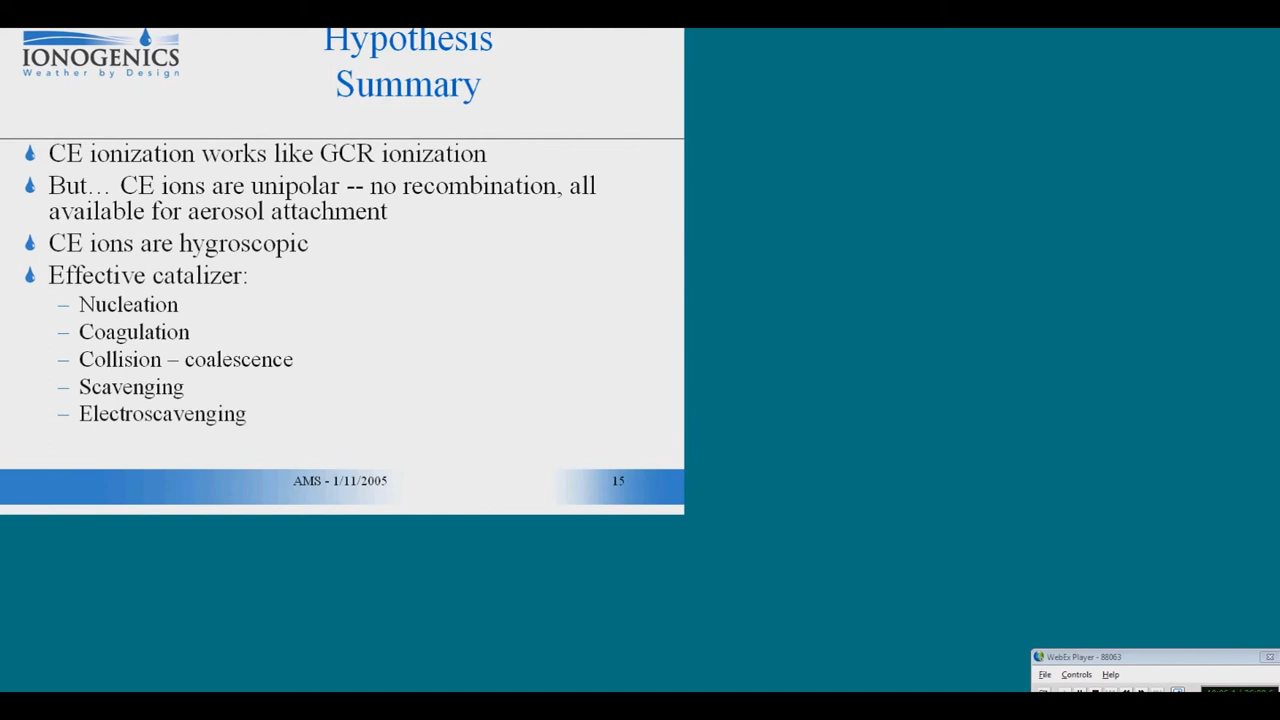 IONOGENICS
Weather by Design
Hypothesis
Summary
CE ionization works like GCR ionization
But... CE ions are unipolar -- no recombination, all
available for aerosol attachment
CE ions are hygroscopic
Effective catalizer:
– Nucleation
– Coagulation
– Collision – coalescence
– Scavenging
– Electroscavenging
AMS - 1/11/2005
15
WebEx Player - 88063
File Controls Help